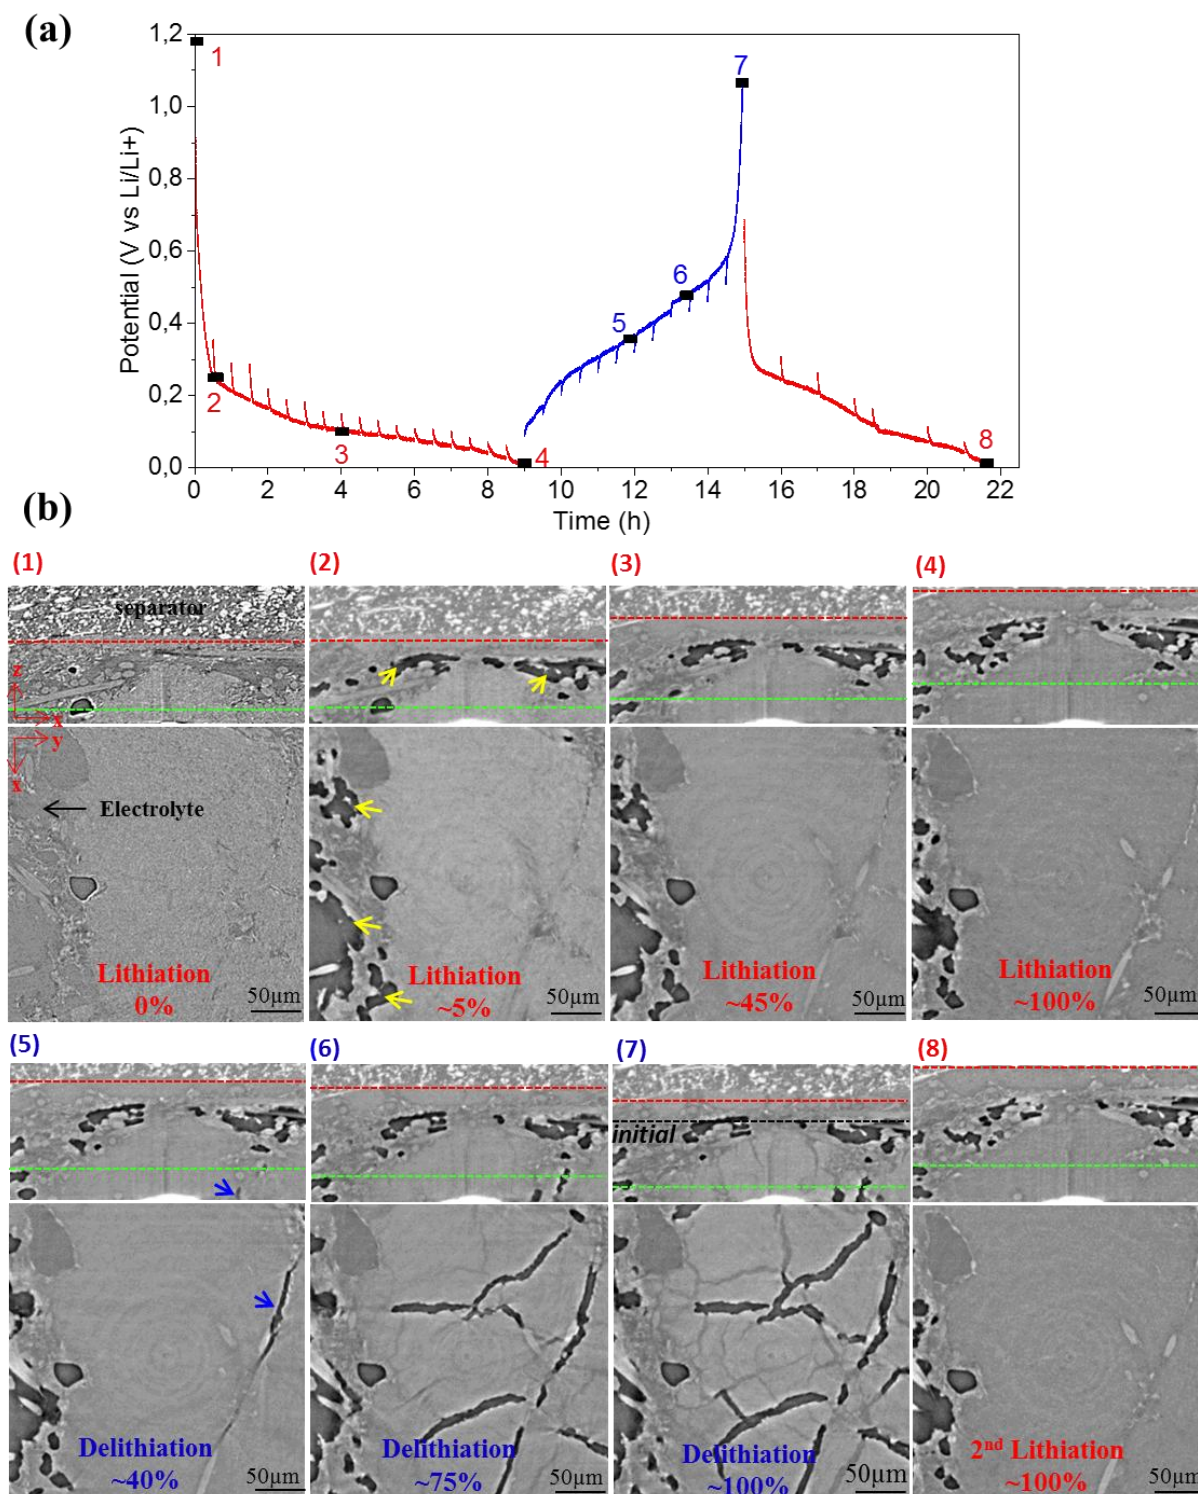 (a)
1,2
1,0
0,8
0,6
0,4
0,2
0,0
Potential (V vs Li/Li+)
1
2
3
4
5
6
7
8
0 2 4 6 8 10 12 14 16 18 20 22
Time (h)
(b)
(1) (2) (3) (4)
separator
z
x
y
x
Electrolyte
Lithiation
0%
50µm
Lithiation
~5%
50µm
Lithiation
~45%
50µm
Lithiation
~100%
50µm
(5) (6) (7) (8)
initial
Delithiation
~40%
50µm
Delithiation
~75%
50µm
Delithiation
~100%
50µm
2nd Lithiation
~100%
50µm